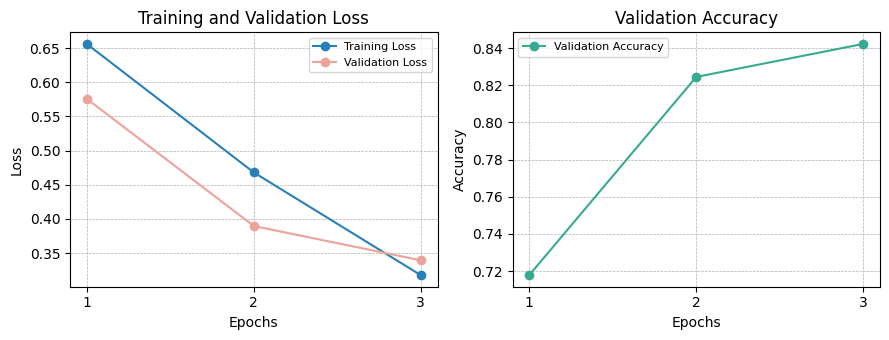 Training and Validation Loss
Training Loss
Validation Loss
0.65
0.60
0.55
0.50
0.45
0.40
0.35
Loss
1
2
3
Epochs
Validation Accuracy
Validation Accuracy
0.84
0.82
0.80
0.78
0.76
0.74
0.72
Accuracy
1
2
3
Epochs